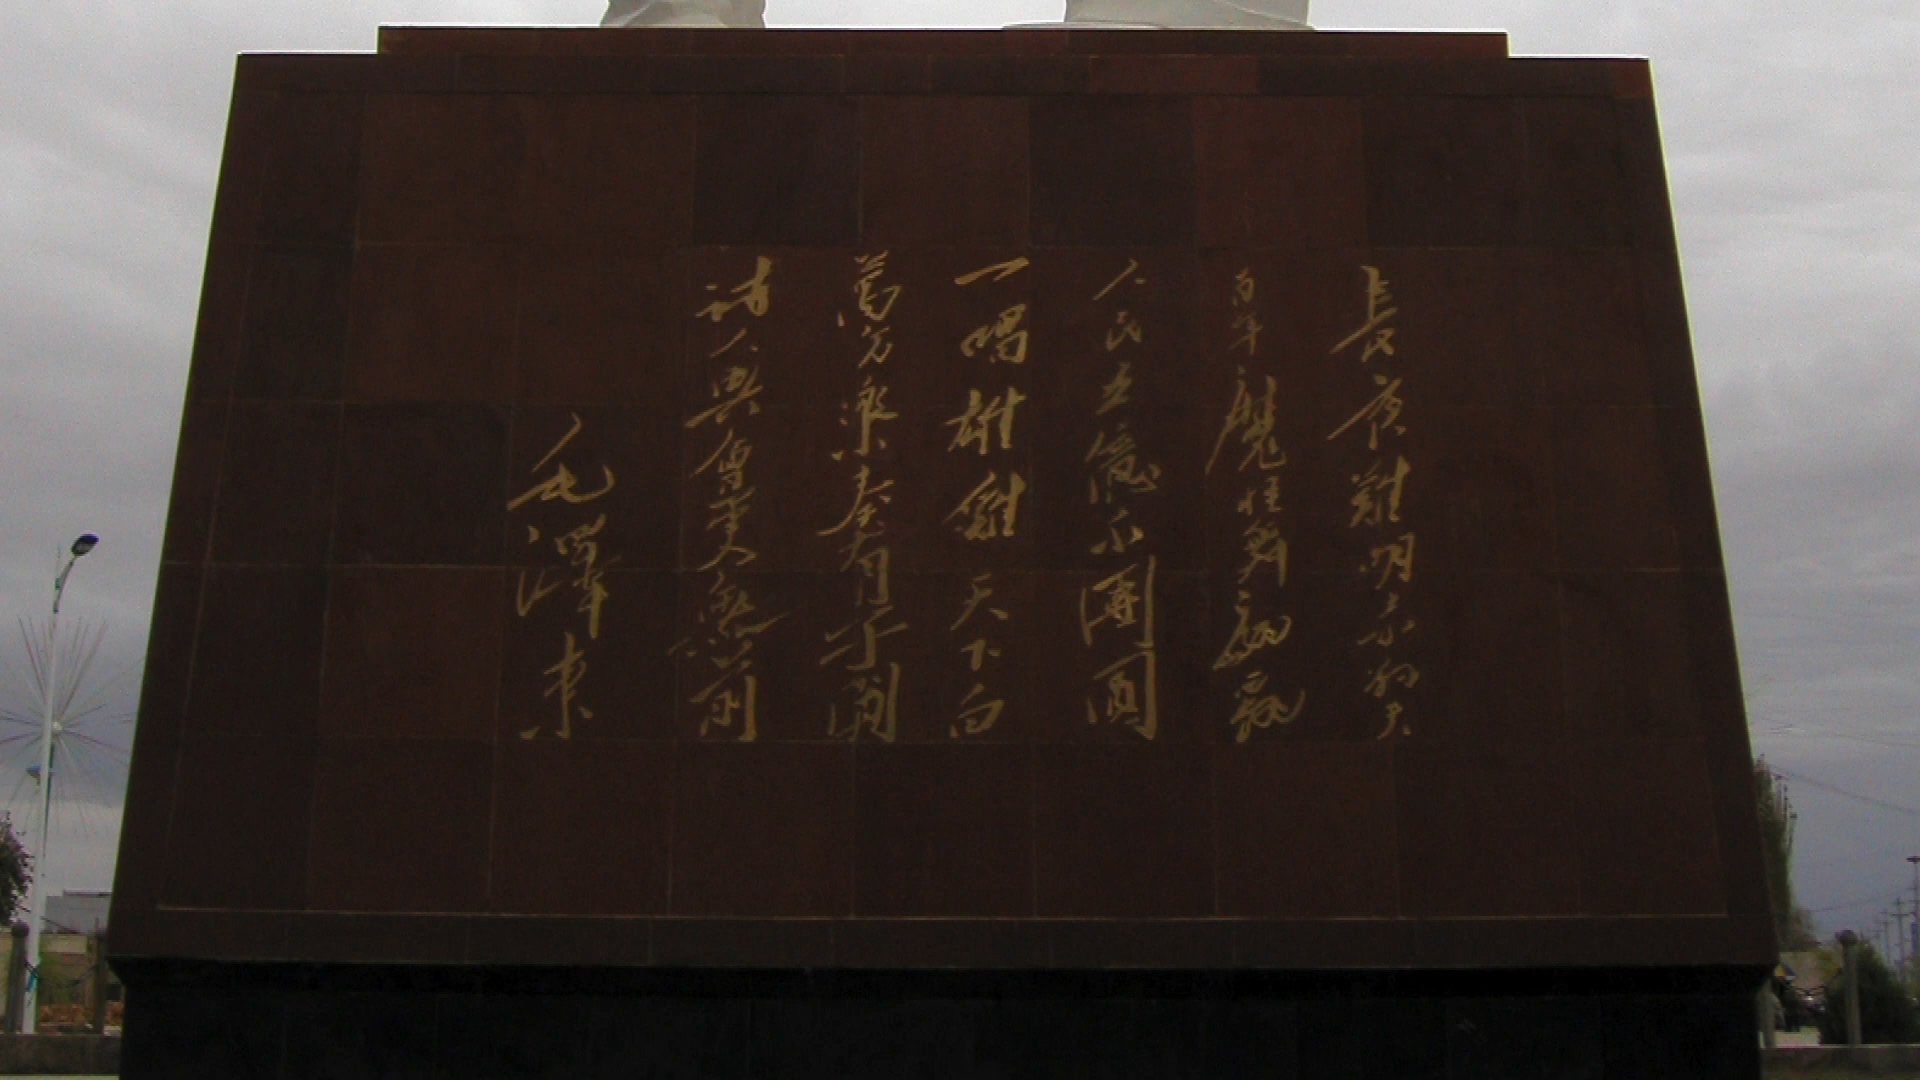 長夜難明赤縣天
百年魔怪舞翩躚
人民五億不團圓
一唱雄雞天下白
萬方樂奏有于闐
詩人興會更無前
毛澤東